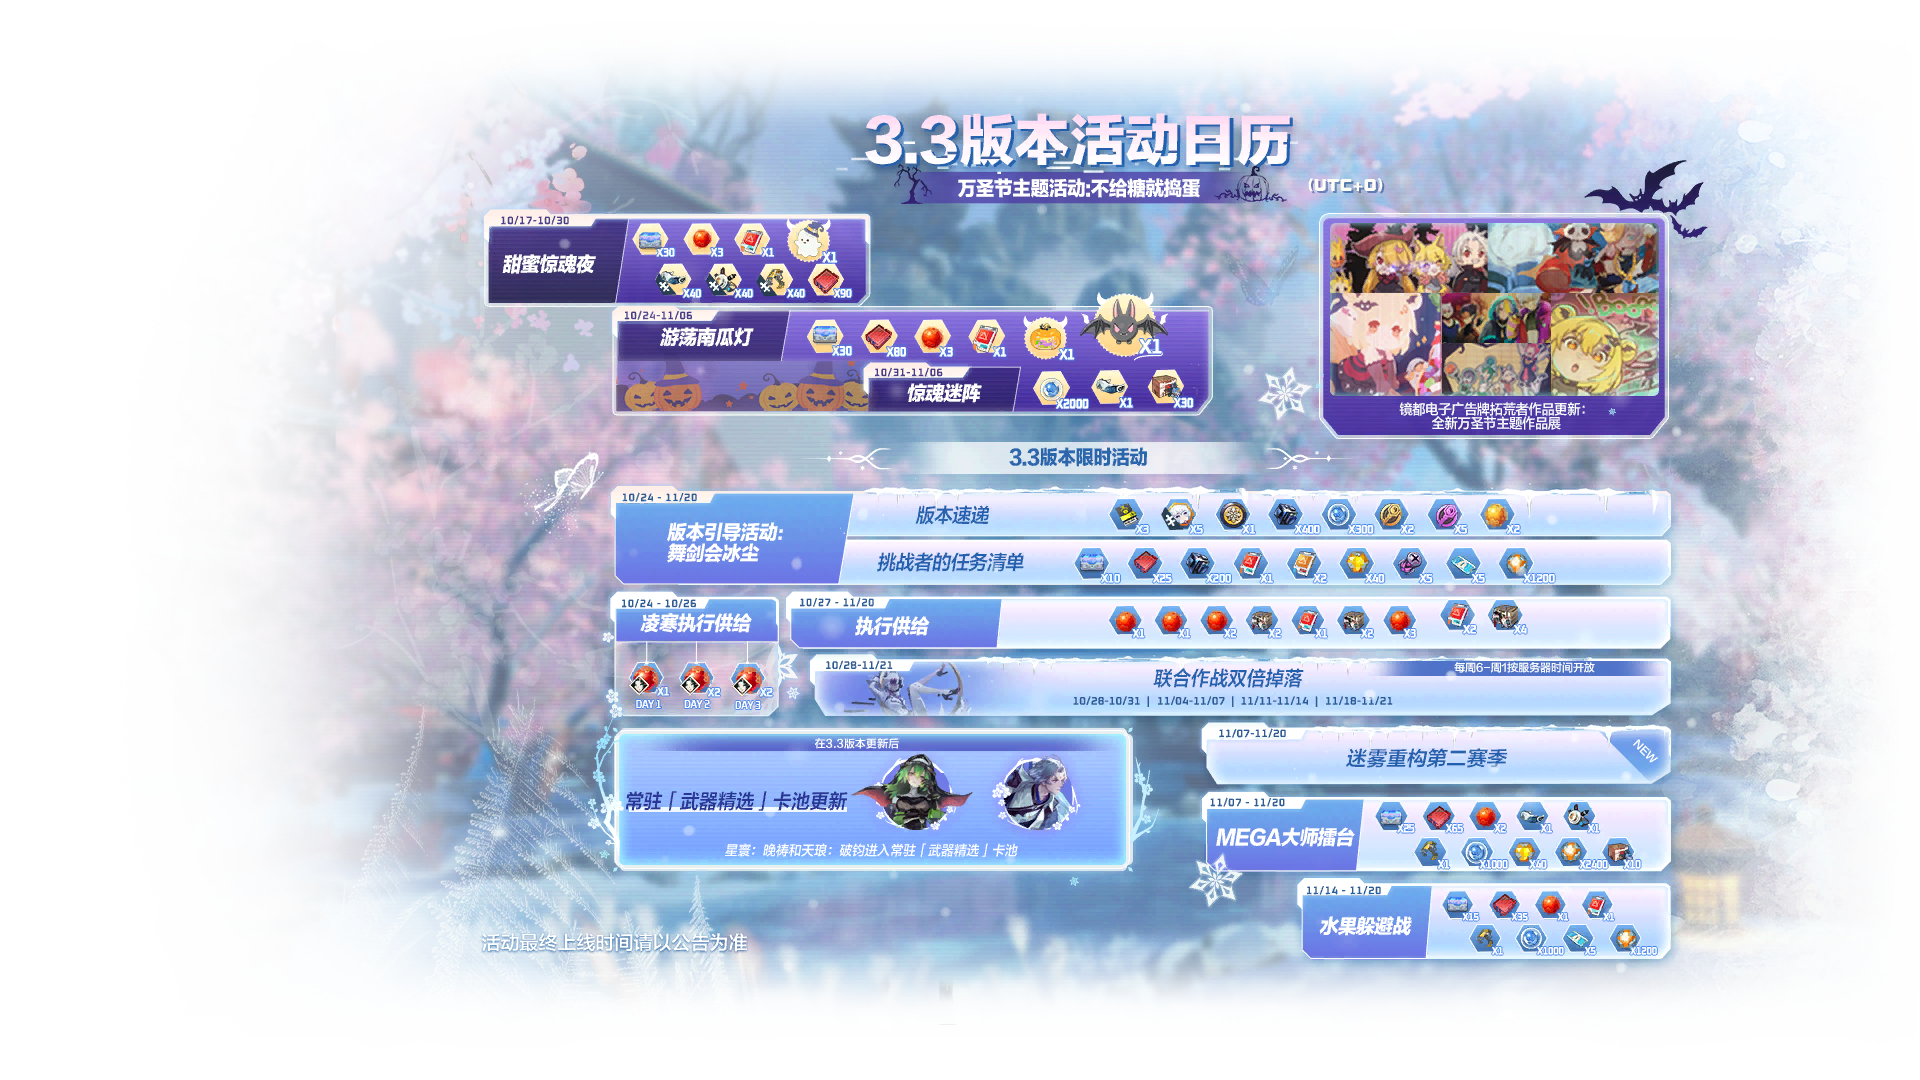 3.3版本活动日历
万圣节主题活动:不给糖就捣蛋
(UTC+0)
10/17-10/30
甜蜜惊魂夜
X30 X3 X1 X1
X40 X40 X40 X90
10/24-11/06
游荡南瓜灯
X30 X80 X3 X1 X1 X1
10/31-11/06
惊魂迷阵
X2000 X1 X30
镜都电子广告牌拓荒者作品更新:
全新万圣节主题作品展
3.3版本限时活动
10/24 - 11/20
版本引导活动:
舞剑会冰尘
版本速递
X3 X5 X1 X400 X300 X2 X5 X2
挑战者的任务清单
X10 X25 X200 X1 X2 X40 X5 X5 X1200
10/24 - 10/26
凌寒执行供给
X1 X2 X2
DAY 1 DAY 2 DAY 3
10/27 - 11/20
执行供给
X1 X1 X2 X2 X1 X2 X3 X2 X4
10/28-11/21
联合作战双倍掉落
每周6-周1按服务器时间开放
10/28-10/31 | 11/04-11/07 | 11/11-11/14 | 11/18-11/21
在3.3版本更新后
常驻「武器精选」卡池更新
星寰：晚祷和天琅：破钧进入常驻「武器精选」卡池
11/07-11/20
迷雾重构第二赛季
NEW
11/07 - 11/20
MEGA大师擂台
X25 X65 X2 X1 X1
X1 X1000 X40 X2400 X10
11/14 - 11/20
水果躲避战
X15 X35 X1 X1
X1 X1000 X5 X1200
活动最终上线时间请以公告为准